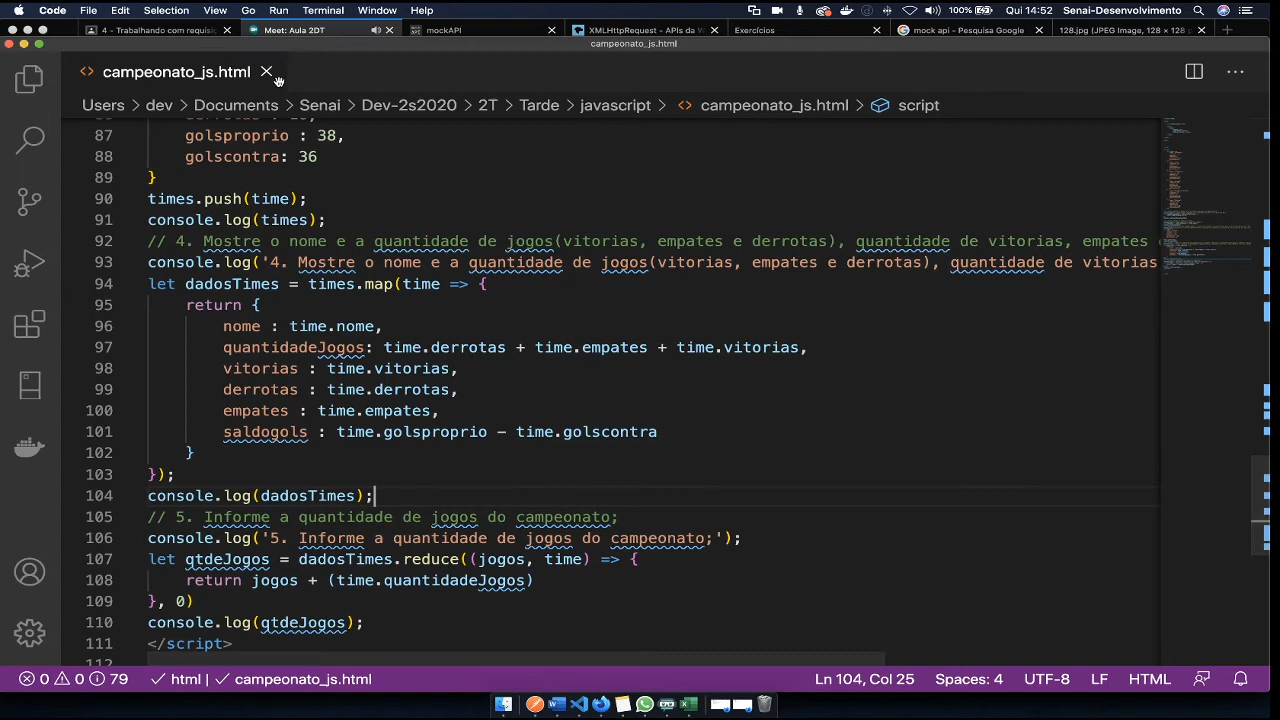 Code File Edit Selection View Go Run Terminal Window Help 100% Qui 14:52 Senai-Desenvolvimento
4 - Trabalhando com requisiç Meet: Aula 2DT mockAPI XMLHttpRequest - APIs da W Exercícios mock api - Pesquisa Google 128.jpg (JPEG Image, 128 × 128 p
campeonato_js.html
campeonato_js.html
Users > dev > Documents > Senai > Dev-2s2020 > 2T > Tarde > javascript > campeonato_js.html > script
87 golsproprio : 38,
88 golscontra: 36
89 }
90 times.push(time);
91 console.log(times);
92 // 4. Mostre o nome e a quantidade de jogos(vitorias, empates e derrotas), quantidade de vitorias, empates
93 console.log('4. Mostre o nome e a quantidade de jogos(vitorias, empates e derrotas), quantidade de vitorias
94 let dadosTimes = times.map(time => {
95 return {
96 nome : time.nome,
97 quantidadeJogos: time.derrotas + time.empates + time.vitorias,
98 vitorias : time.vitorias,
99 derrotas : time.derrotas,
100 empates : time.empates,
101 saldogols : time.golsproprio - time.golscontra
102 }
103 });
104 console.log(dadosTimes);
105 // 5. Informe a quantidade de jogos do campeonato;
106 console.log('5. Informe a quantidade de jogos do campeonato;');
107 let qtdeJogos = dadosTimes.reduce((jogos, time) => {
108 return jogos + (time.quantidadeJogos)
109 }, 0)
110 console.log(qtdeJogos);
111 </script>
112
0 0 79 html | campeonato_js.html Ln 104, Col 25 Spaces: 4 UTF-8 LF HTML